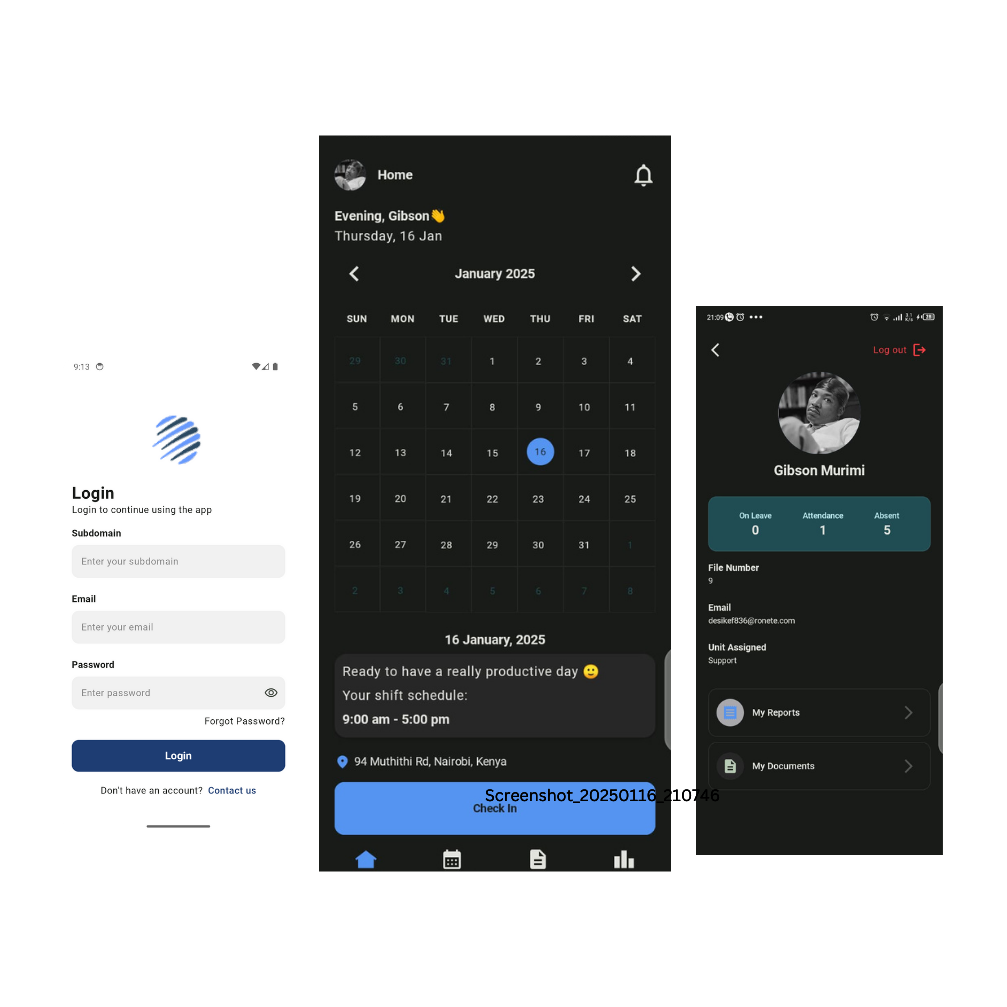 9:13
Login
Login to continue using the app
Subdomain
Enter your subdomain
Email
Enter your email
Password
Enter password
Forgot Password?
Login
Don't have an account? Contact us
Home
Evening, Gibson👋
Thursday, 16 Jan
January 2025
SUN MON TUE WED THU FRI SAT
29 30 31 1 2 3 4
5 6 7 8 9 10 11
12 13 14 15 16 17 18
19 20 21 22 23 24 25
26 27 28 29 30 31 1
2 3 4 5 6 7 8
16 January, 2025
Ready to have a really productive day 🙂
Your shift schedule:
9:00 am - 5:00 pm
94 Muthithi Rd, Nairobi, Kenya
Screenshot_20250116_210746
Check In
21:09
Log out
Gibson Murimi
On Leave Attendance Absent
0 1 5
File Number
9
Email
desikef836@ronete.com
Unit Assigned
Support
My Reports
My Documents